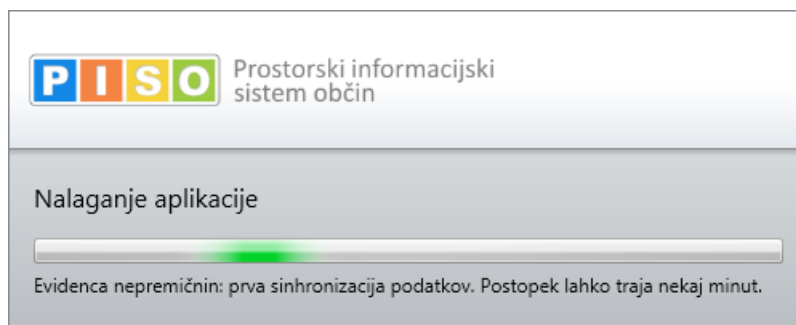 PISO
Prostorski informacijski
sistem občin
Nalaganje aplikacije
Evidenca nepremičnin: prva sinhronizacija podatkov. Postopek lahko traja nekaj minut.